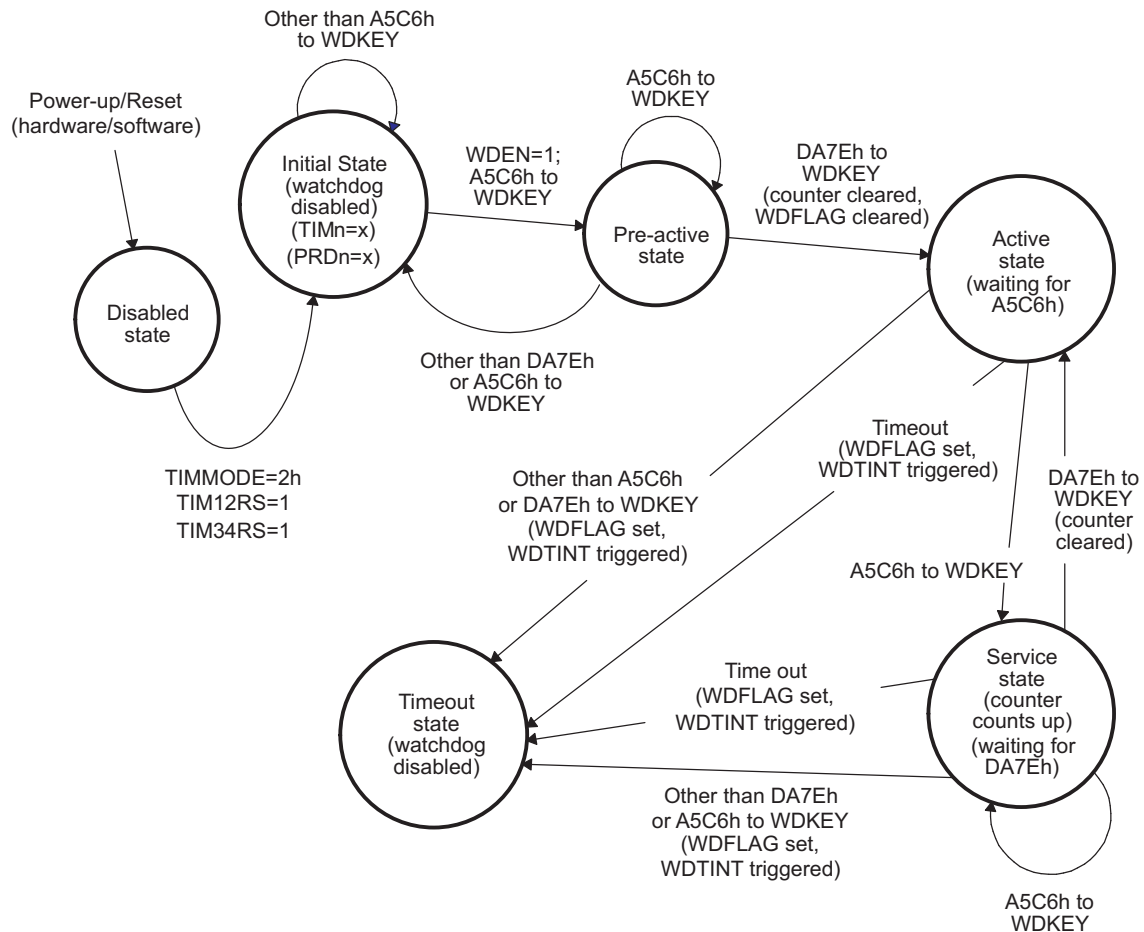 Other than A5C6h
to WDKEY
Power-up/Reset
(hardware/software)
Initial State
(watchdog
disabled)
(TIMn=x)
(PRDn=x)
WDEN=1;
A5C6h to
WDKEY
A5C6h to
WDKEY
Pre-active
state
DA7Eh to
WDKEY
(counter cleared,
WDFLAG cleared)
Active
state
(waiting for
A5C6h)
Disabled
state
Other than DA7Eh
or A5C6h to
WDKEY
TIMMODE=2h
TIM12RS=1
TIM34RS=1
Other than A5C6h
or DA7Eh to WDKEY
(WDFLAG set,
WDTINT triggered)
Timeout
(WDFLAG set,
WDTINT triggered)
DA7Eh to
WDKEY
(counter
cleared)
A5C6h to WDKEY
Timeout
state
(watchdog
disabled)
Time out
(WDFLAG set,
WDTINT triggered)
Service
state
(counter
counts up)
(waiting for
DA7Eh)
Other than DA7Eh
or A5C6h to WDKEY
(WDFLAG set,
WDTINT triggered)
A5C6h to
WDKEY